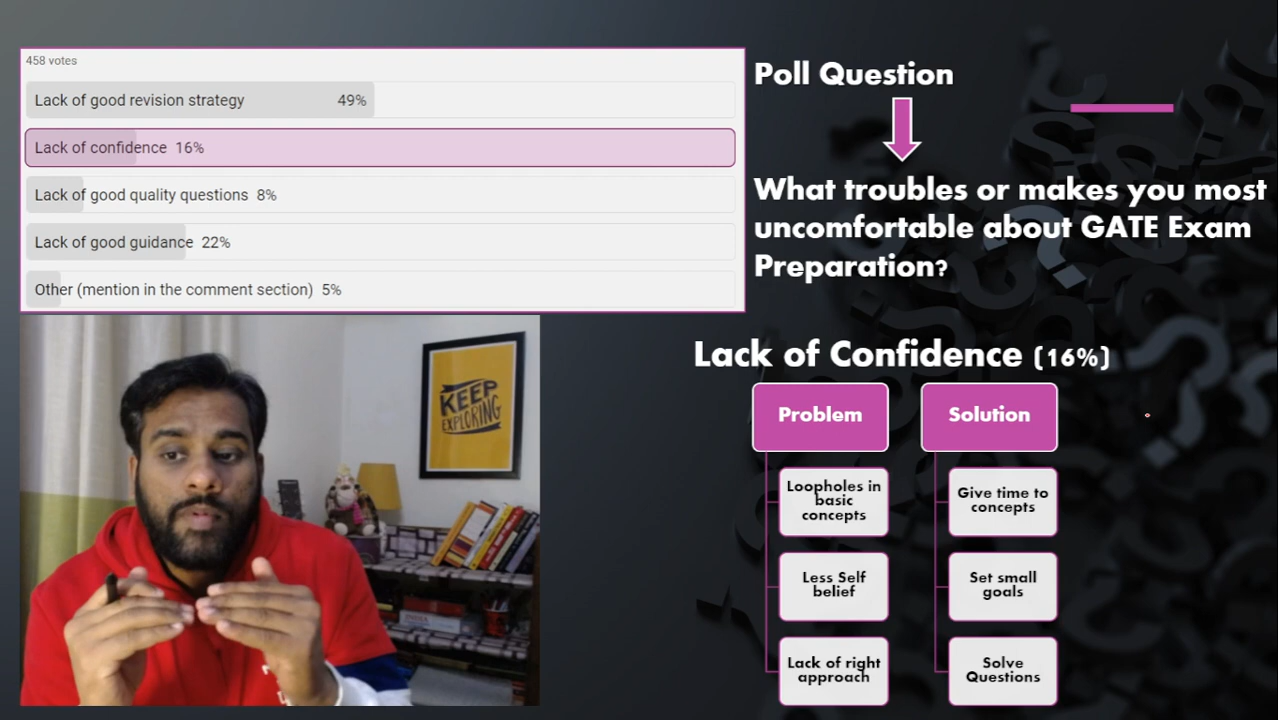 458 votes
Lack of good revision strategy 49%
Lack of confidence 16%
Lack of good quality questions 8%
Lack of good guidance 22%
Other (mention in the comment section) 5%
Poll Question
What troubles or makes you most
uncomfortable about GATE Exam
Preparation?
KEEP
EXPLORING
INDIA
Lack of Confidence (16%)
Problem
Loopholes in
basic
concepts
Less Self
belief
Lack of right
approach
Solution
Give time to
concepts
Set small
goals
Solve
Questions